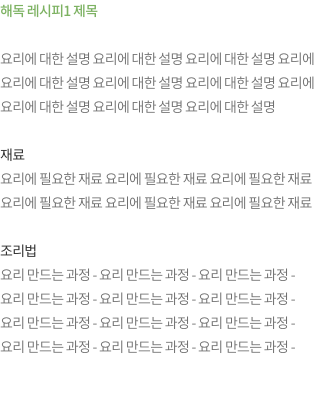 해독 레시피1 제목
요리에 대한 설명 요리에 대한 설명 요리에 대한 설명 요리에
요리에 대한 설명 요리에 대한 설명 요리에 대한 설명 요리에
요리에 대한 설명 요리에 대한 설명 요리에 대한 설명
재료
요리에 필요한 재료 요리에 필요한 재료 요리에 필요한 재료
요리에 필요한 재료 요리에 필요한 재료 요리에 필요한 재료
조리법
요리 만드는 과정 - 요리 만드는 과정 - 요리 만드는 과정 -
요리 만드는 과정 - 요리 만드는 과정 - 요리 만드는 과정 -
요리 만드는 과정 - 요리 만드는 과정 - 요리 만드는 과정 -
요리 만드는 과정 - 요리 만드는 과정 - 요리 만드는 과정 -